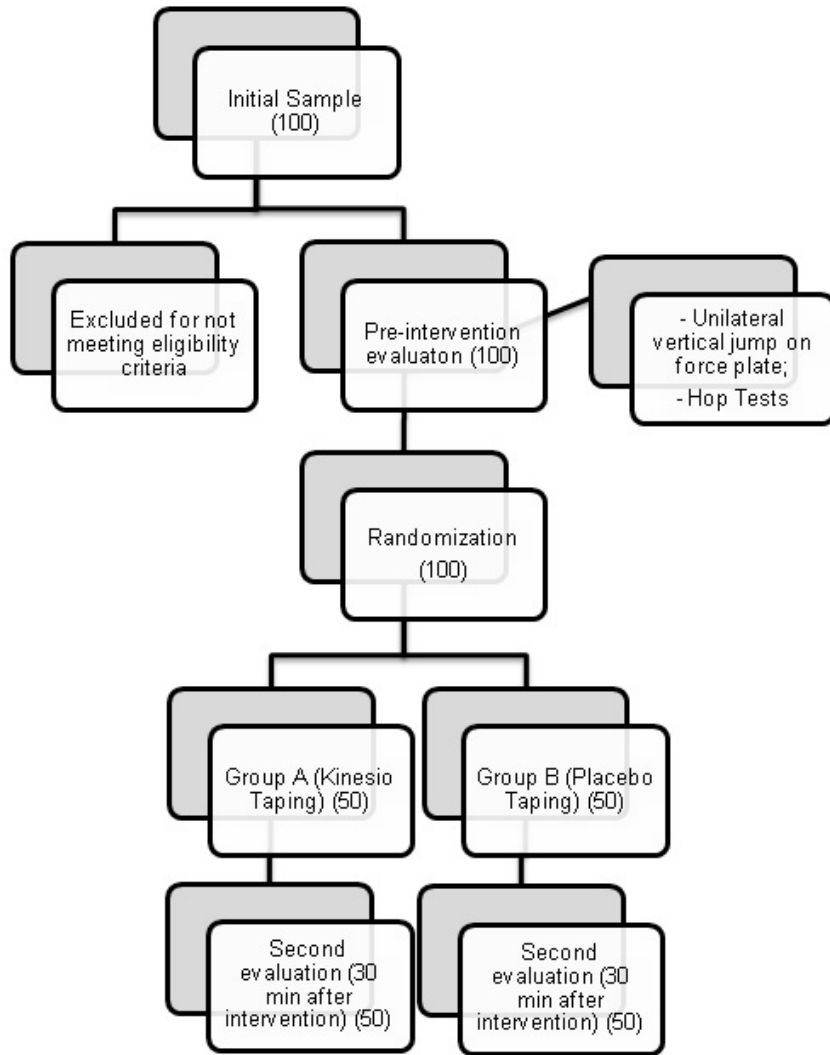 Initial Sample
(100)
Excluded for not
meeting eligibility
criteria
Pre-intervention
evaluaton (100)
- Unilateral
vertical jump on
force plate;
- Hop Tests
Randomization
(100)
Group A (Kinesio
Taping) (50)
Group B (Placebo
Taping) (50)
Second
evaluation (30
min after
intervention) (50)
Second
evaluation (30
min after
intervention) (50)